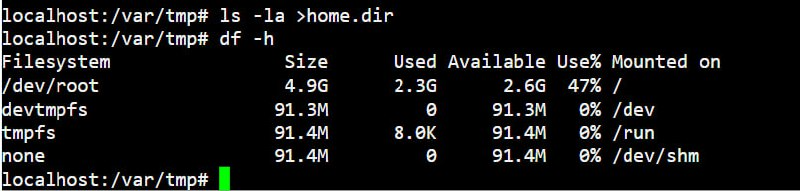 localhost:/var/tmp# ls -la >home.dir
localhost:/var/tmp# df -h
Filesystem                Size      Used Available Use% Mounted on
/dev/root                 4.9G      2.3G      2.6G  47% /
devtmpfs                 91.3M         0     91.3M   0% /dev
tmpfs                    91.4M      8.0K     91.4M   0% /run
none                     91.4M         0     91.4M   0% /dev/shm
localhost:/var/tmp#